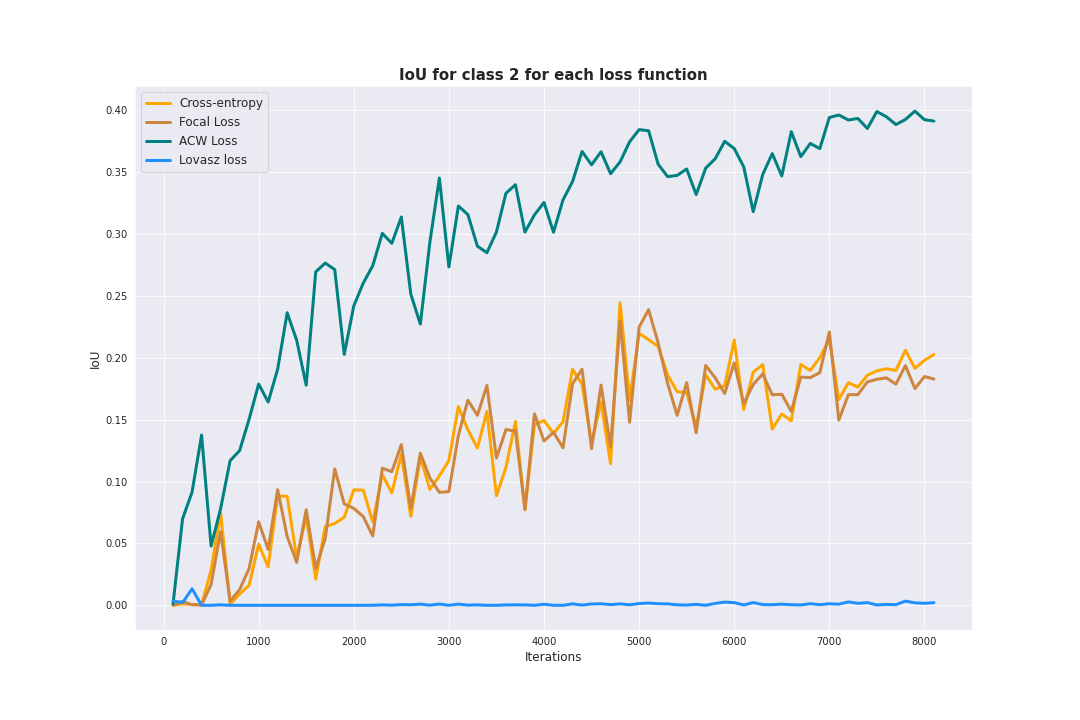 IoU for class 2 for each loss function
Cross-entropy
Focal Loss
ACW Loss
Lovasz loss
0.40
0.35
0.30
0.25
0.20
0.15
0.10
0.05
0.00
IoU
0 1000 2000 3000 4000 5000 6000 7000 8000
Iterations